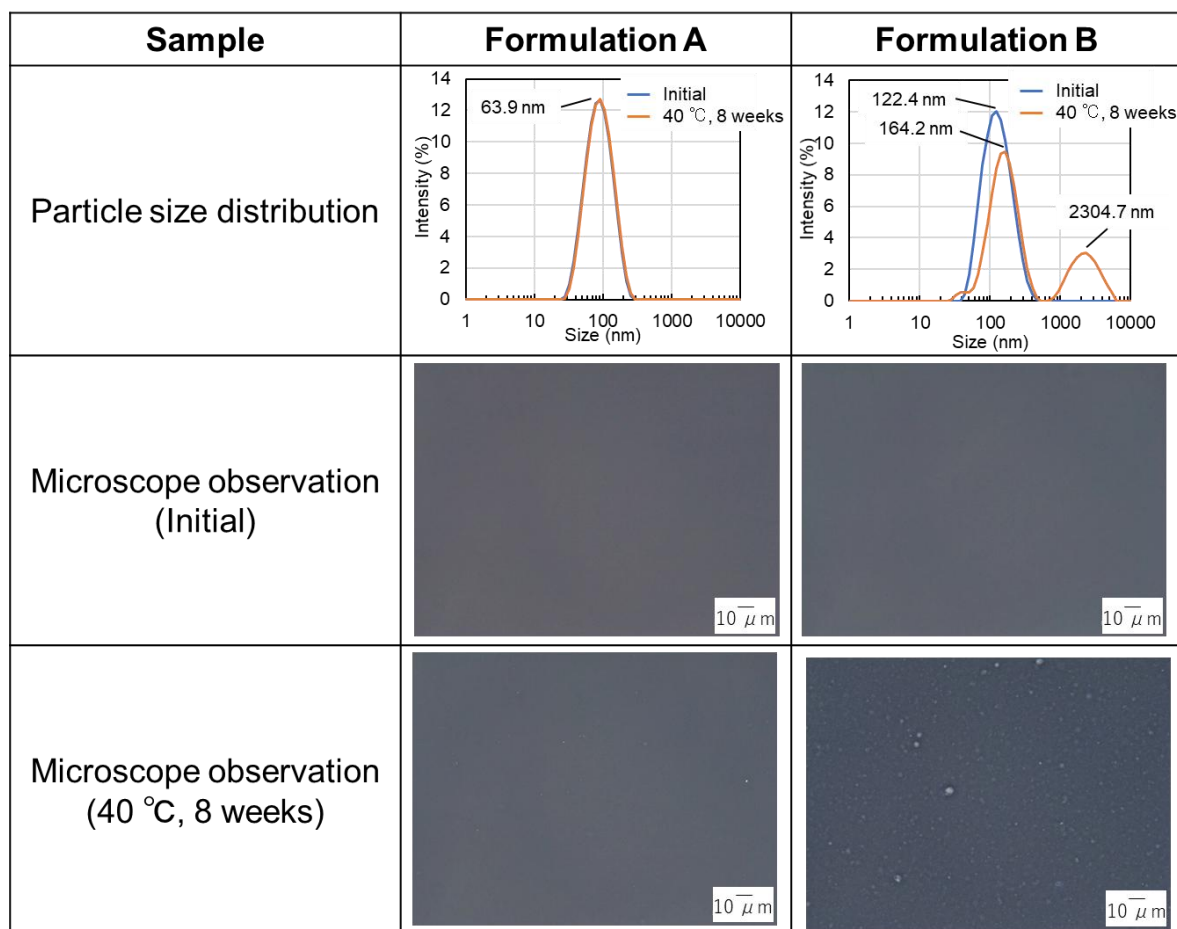 Sample
Formulation A
Formulation B
Particle size distribution
14
12
10
8
6
4
2
0
Intensity (%)
63.9 nm
Initial
40 ℃, 8 weeks
1
10
100
1000
10000
Size (nm)
14
12
10
8
6
4
2
0
Intensity (%)
122.4 nm
164.2 nm
Initial
40 ℃, 8 weeks
2304.7 nm
1
10
100
1000
10000
Size (nm)
Microscope observation
(Initial)
10 μm
10 μm
Microscope observation
(40 ℃, 8 weeks)
10 μm
10 μm